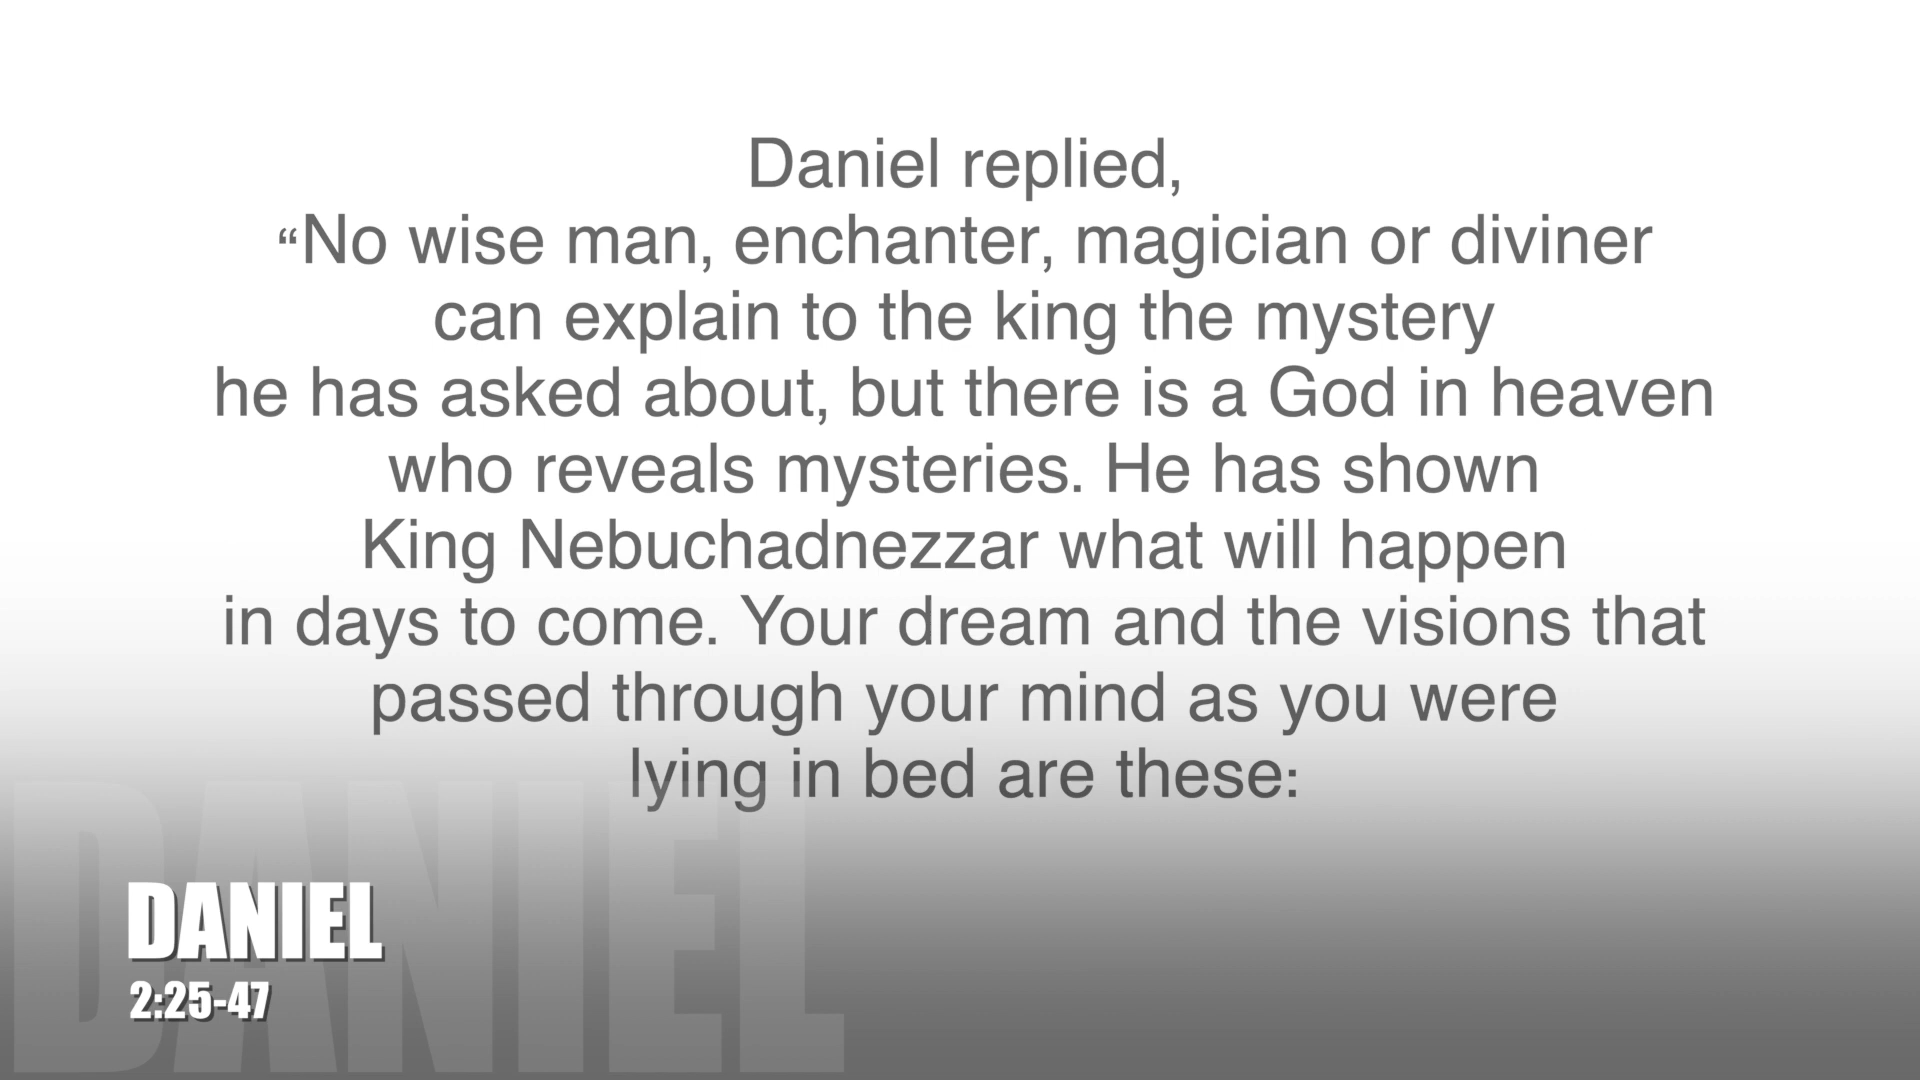 Daniel replied,
“No wise man, enchanter, magician or diviner
can explain to the king the mystery
he has asked about, but there is a God in heaven
who reveals mysteries. He has shown
King Nebuchadnezzar what will happen
in days to come. Your dream and the visions that
passed through your mind as you were
lying in bed are these:
DANIEL
DANIEL
2:25-47